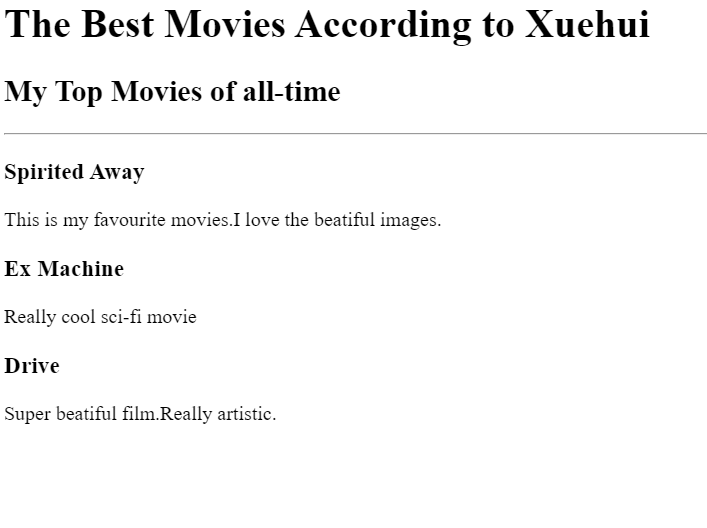 The Best Movies According to Xuehui
My Top Movies of all-time
Spirited Away
This is my favourite movies.I love the beatiful images.
Ex Machine
Really cool sci-fi movie
Drive
Super beatiful film.Really artistic.